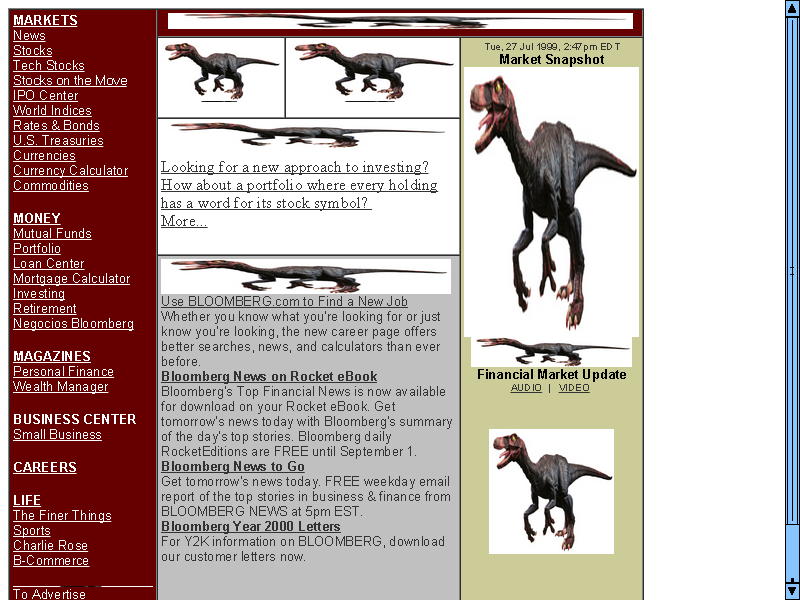 MARKETS
News
Stocks
Tech Stocks
Stocks on the Move
IPO Center
World Indices
Rates & Bonds
U.S. Treasuries
Currencies
Currency Calculator
Commodities
MONEY
Mutual Funds
Portfolio
Loan Center
Mortgage Calculator
Investing
Retirement
Negocios Bloomberg
MAGAZINES
Personal Finance
Wealth Manager
BUSINESS CENTER
Small Business
CAREERS
LIFE
The Finer Things
Sports
Charlie Rose
B-Commerce
To Advertise
Looking for a new approach to investing?
How about a portfolio where every holding
has a word for its stock symbol?
More...
Use BLOOMBERG.com to Find a New Job
Whether you know what you're looking for or just
know you're looking, the new career page offers
better searches, news, and calculators than ever
before.
Bloomberg News on Rocket eBook
Bloomberg's Top Financial News is now available
for download on your Rocket eBook. Get
tomorrow's news today with Bloomberg's summary
of the day's top stories. Bloomberg daily
RocketEditions are FREE until September 1.
Bloomberg News to Go
Get tomorrow's news today. FREE weekday email
report of the top stories in business & finance from
BLOOMBERG NEWS at 5pm EST.
Bloomberg Year 2000 Letters
For Y2K information on BLOOMBERG, download
our customer letters now.
Tue, 27 Jul 1999, 2:47pm EDT
Market Snapshot
Financial Market Update
AUDIO | VIDEO